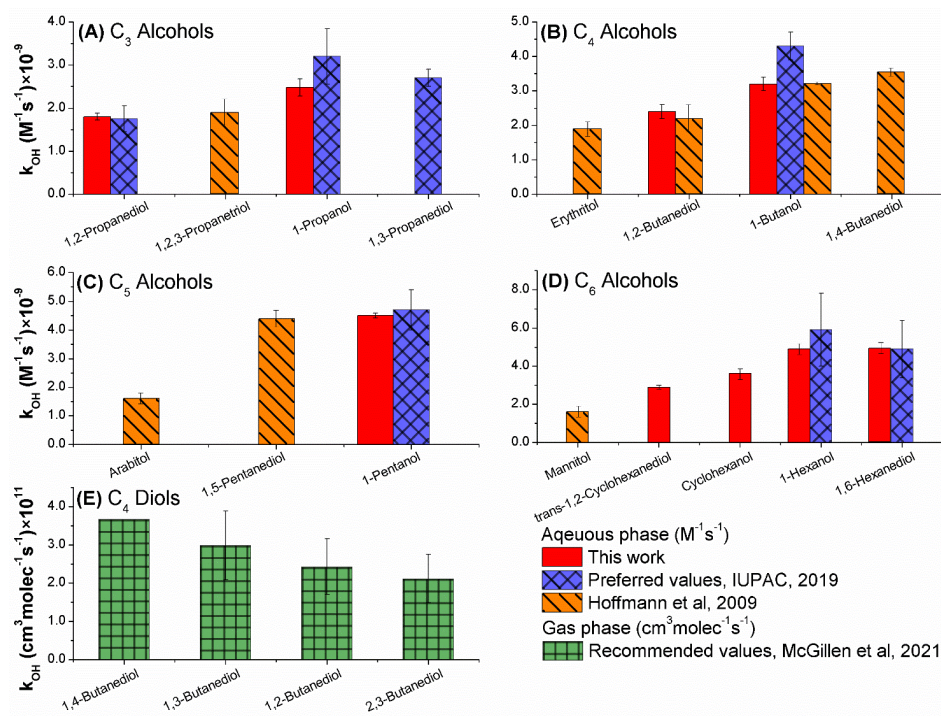 (A) C3 Alcohols
kOH (M-1s-1)×10-9
4.0
3.0
2.0
1.0
0.0
1,2-Propanediol
1,2,3-Propanetriol
1-Propanol
1,3-Propanediol
(B) C4 Alcohols
5.0
4.0
3.0
2.0
1.0
0.0
Erythritol
1,2-Butanediol
1-Butanol
1,4-Butanediol
(C) C5 Alcohols
kOH (M-1s-1)×10-9
6.0
5.0
4.0
3.0
2.0
1.0
0.0
Arabitol
1,5-Pentanediol
1-Pentanol
(D) C6 Alcohols
8.0
6.0
4.0
2.0
0.0
Mannitol
trans-1,2-Cyclohexanediol
Cyclohexanol
1-Hexanol
1,6-Hexanediol
(E) C4 Diols
kOH (cm3molec-1s-1)×1011
4.0
3.0
2.0
1.0
0.0
1,4-Butanediol
1,3-Butanediol
1,2-Butanediol
2,3-Butanediol
Aqeuous phase (M-1s-1)
This work
Preferred values, IUPAC, 2019
Hoffmann et al, 2009
Gas phase (cm3molec-1s-1)
Recommended values, McGillen et al, 2021